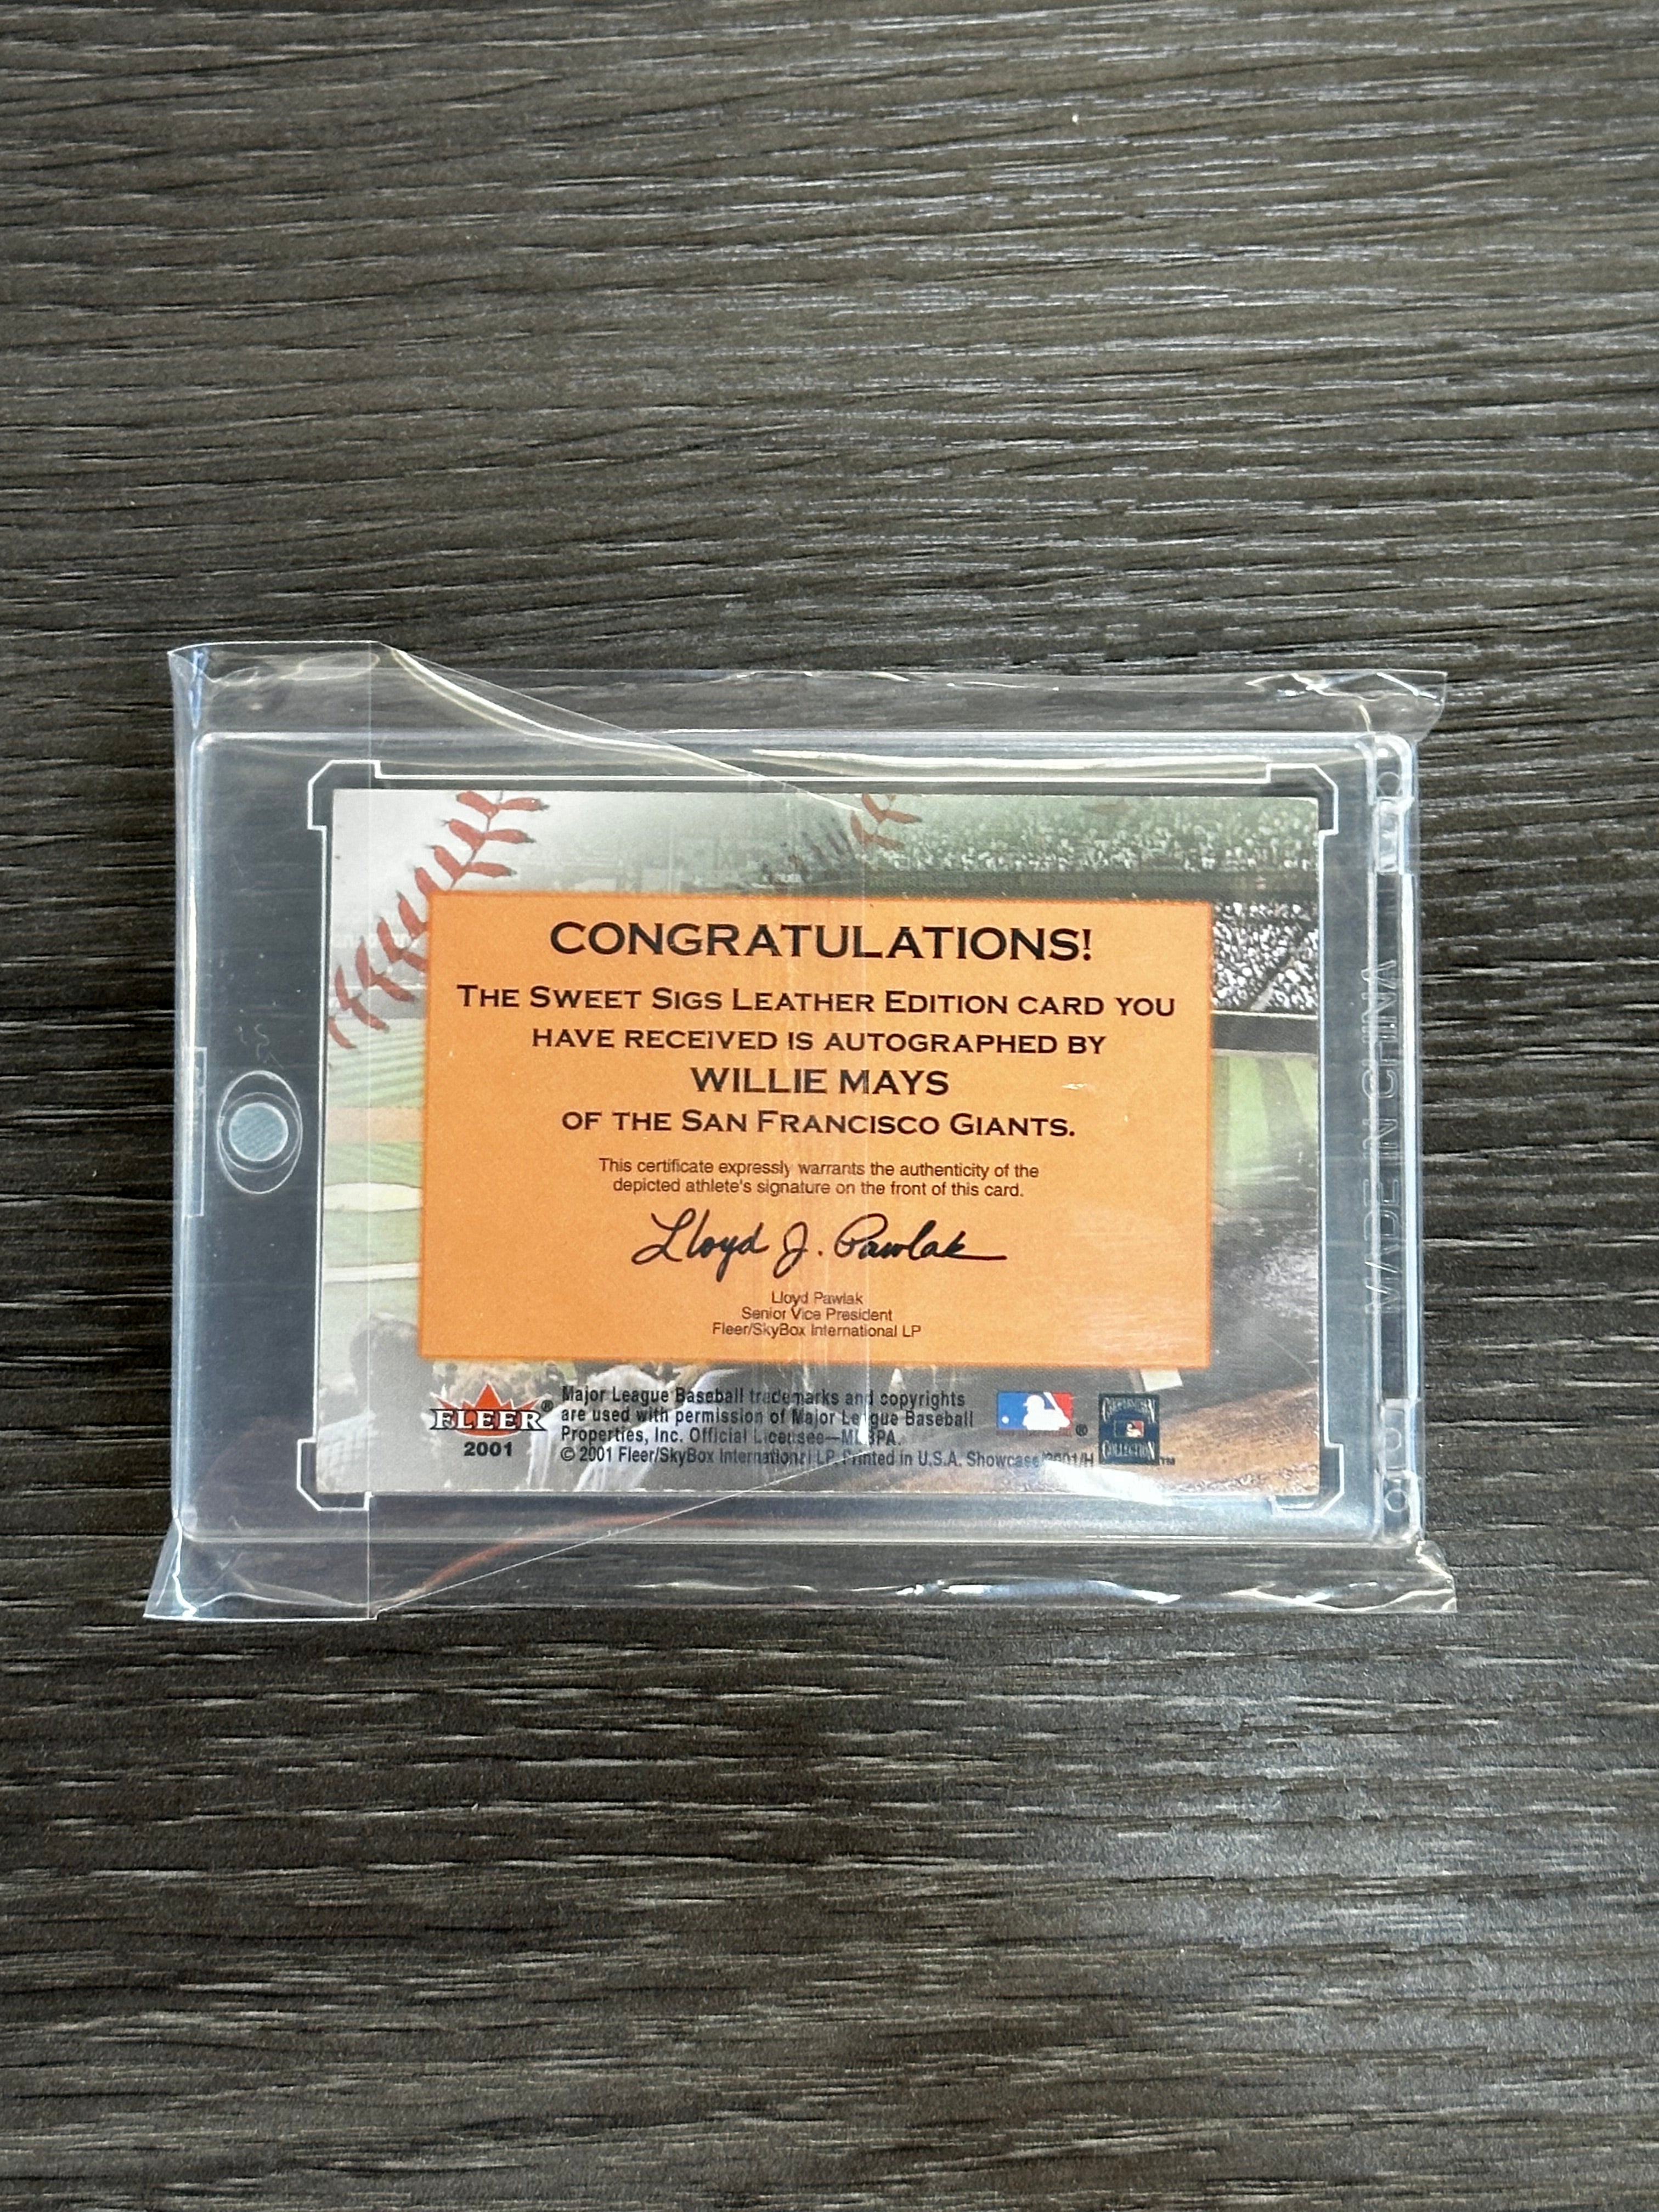 CONGRATULATIONS!
THE SWEET SIGS LEATHER EDITION CARD YOU
HAVE RECEIVED IS AUTOGRAPHED BY
WILLIE MAYS
OF THE SAN FRANCISCO GIANTS.
This certificate expressly warrants the authenticity of the
depicted athlete's signature on the front of this card.
Lloyd J. Pawlak
Lloyd Pawlak
Senior Vice President
Fleer/SkyBox International LP
FLEER®
2001
Major League Baseball trademarks and copyrights
are used with permission of Major League Baseball
Properties, Inc. Official Licensee—MLBPA.
© 2001 Fleer/SkyBox International LP. Printed in U.S.A. Showcase/2001/H
®
COOPERSTOWN
COLLECTION
TM
MADE IN CHINA